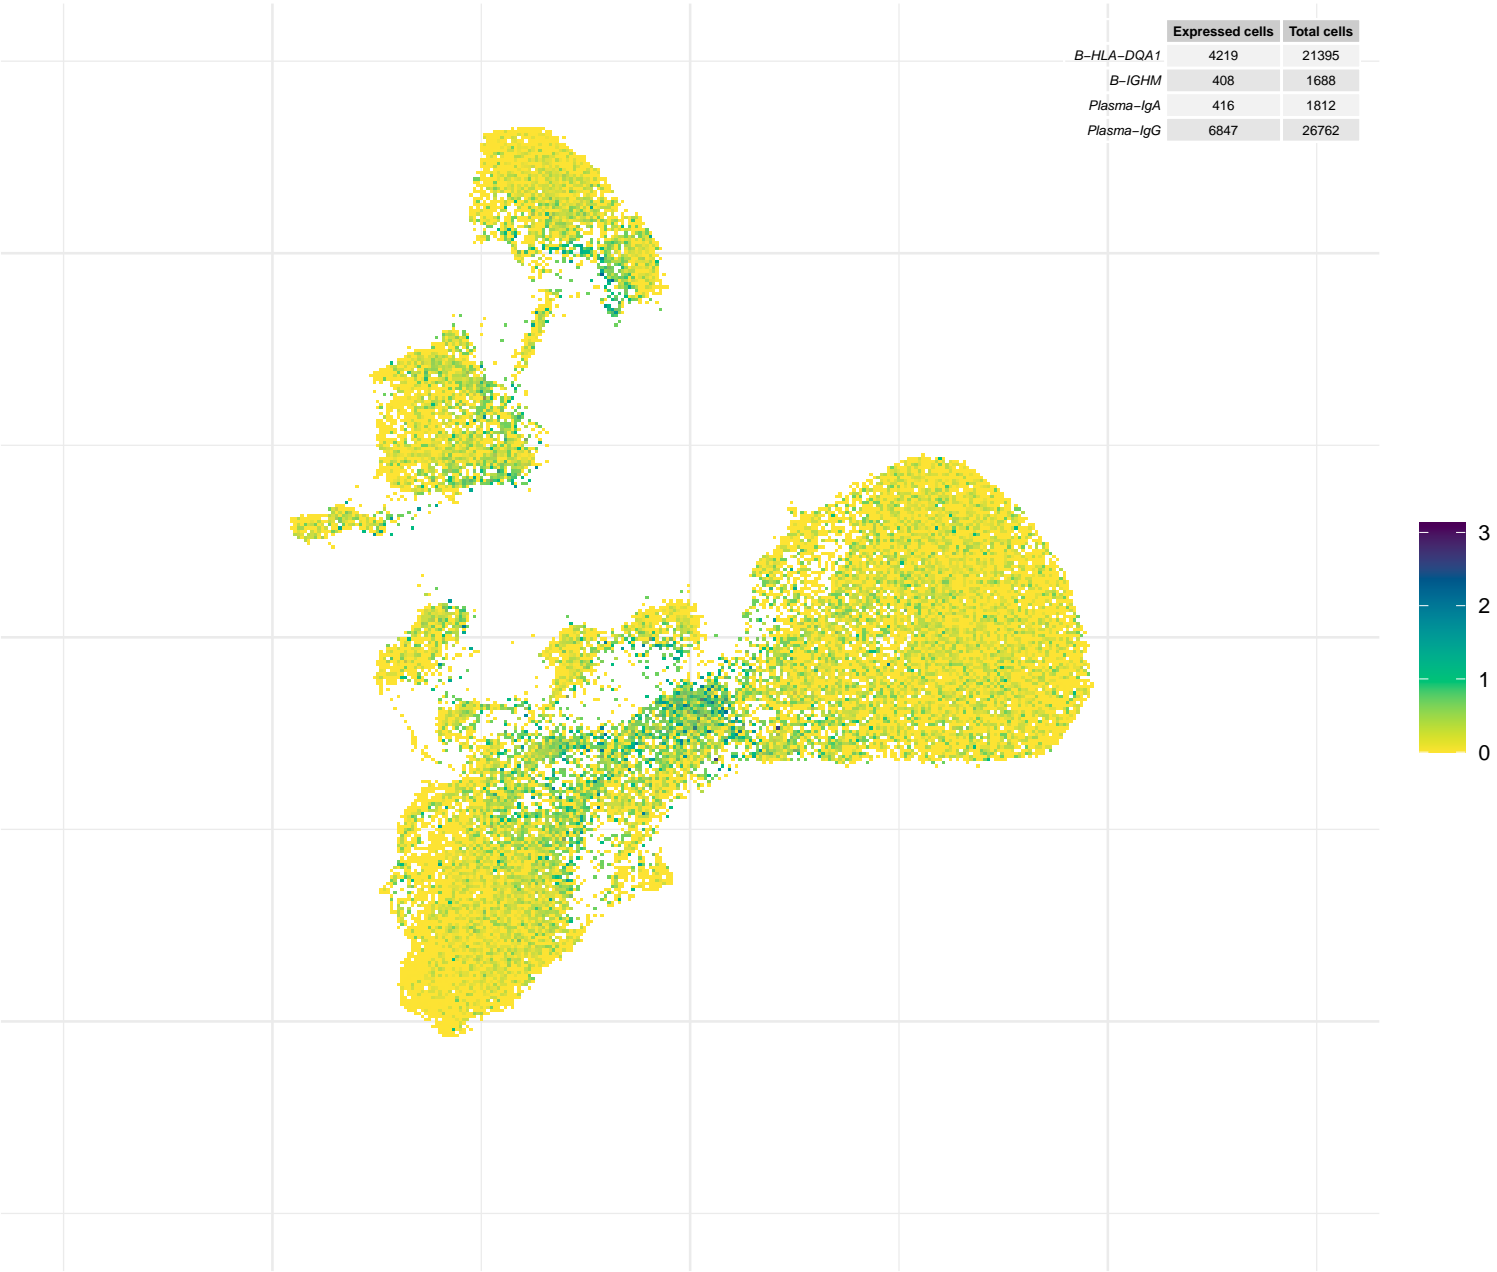 Expressed cells Total cells
B−HLA−DQA1 4219 21395
B−IGHM 408 1688
Plasma−IgA 416 1812
Plasma−IgG 6847 26762
3
2
1
0